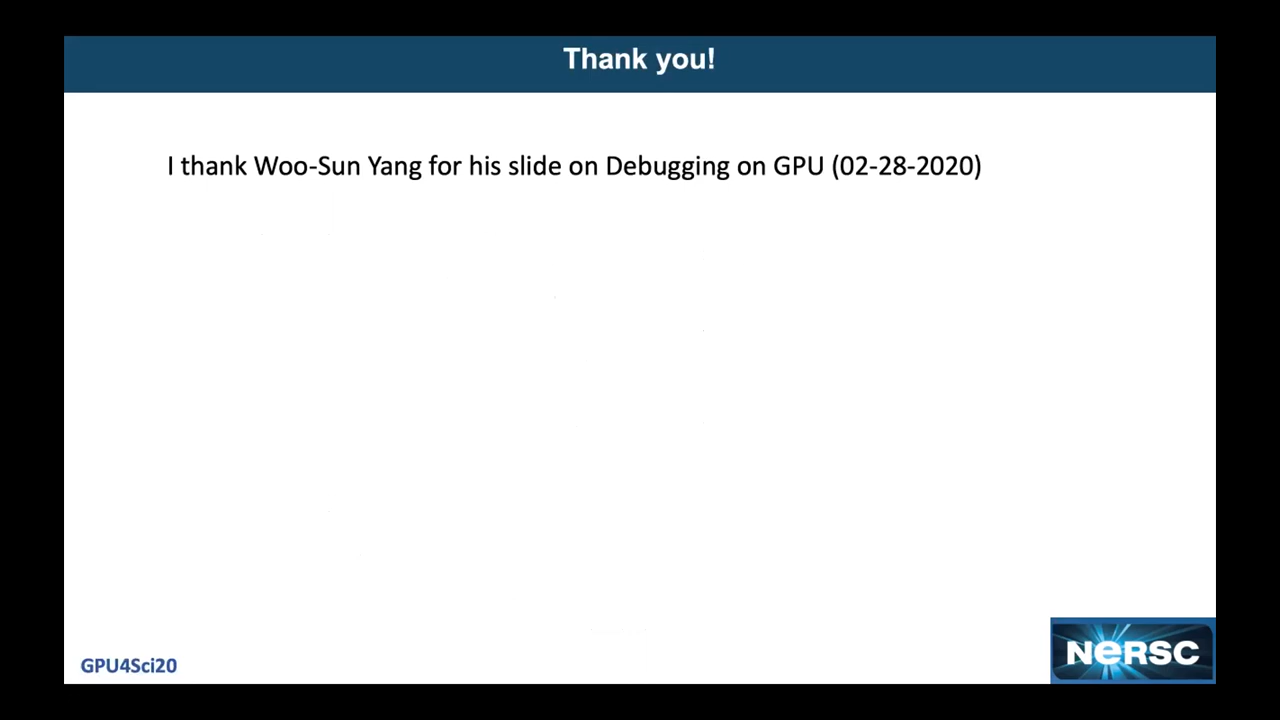 Thank you!
I thank Woo-Sun Yang for his slide on Debugging on GPU (02-28-2020)
GPU4Sci20
NERSC